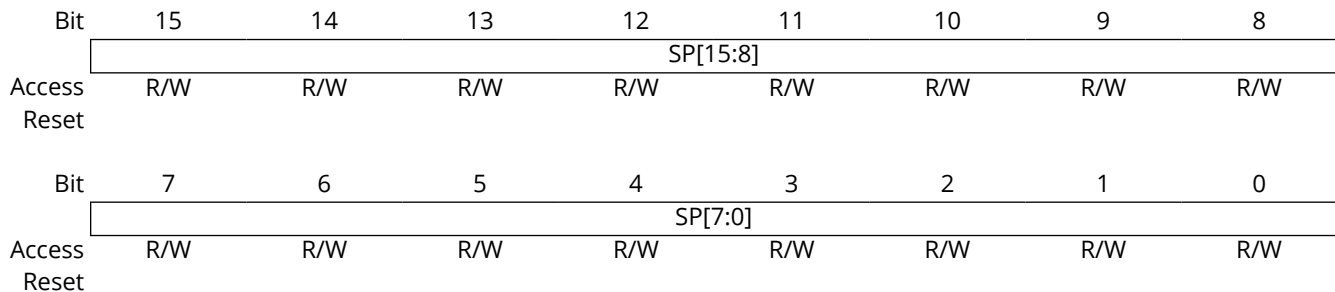 Bit 15 14 13 12 11 10 9 8
SP[15:8]
Access R/W R/W R/W R/W R/W R/W R/W R/W
Reset
Bit 7 6 5 4 3 2 1 0
SP[7:0]
Access R/W R/W R/W R/W R/W R/W R/W R/W
Reset